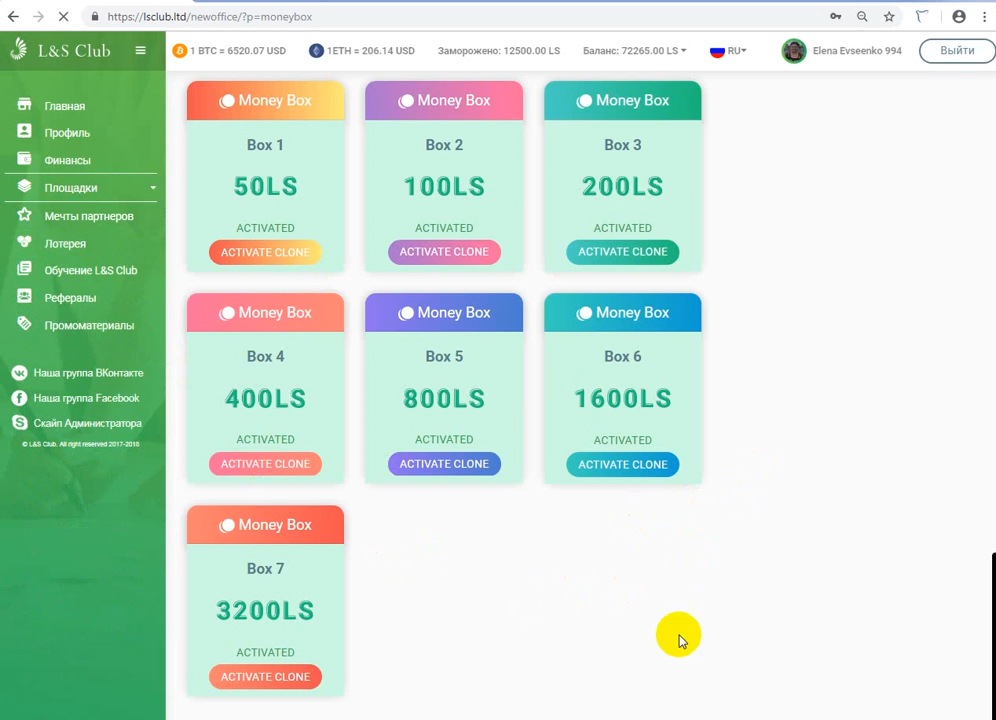 https://lsclub.ltd/newoffice/?p=moneybox
L&S Club
1 BTC = 6520.07 USD
1ETH = 206.14 USD
Заморожено: 12500.00 LS
Баланс: 72265.00 LS
RU
Elena Evseenko 994
Выйти
Главная
Профиль
Финансы
Площадки
Мечты партнеров
Лотерея
Обучение L&S Club
Рефералы
Промоматериалы
Наша группа ВКонтакте
Наша группа Facebook
Скайп Администратора
© L&S Club. All right reserved 2017-2018
Money Box
Box 1
50LS
ACTIVATED
ACTIVATE CLONE
Money Box
Box 2
100LS
ACTIVATED
ACTIVATE CLONE
Money Box
Box 3
200LS
ACTIVATED
ACTIVATE CLONE
Money Box
Box 4
400LS
ACTIVATED
ACTIVATE CLONE
Money Box
Box 5
800LS
ACTIVATED
ACTIVATE CLONE
Money Box
Box 6
1600LS
ACTIVATED
ACTIVATE CLONE
Money Box
Box 7
3200LS
ACTIVATED
ACTIVATE CLONE